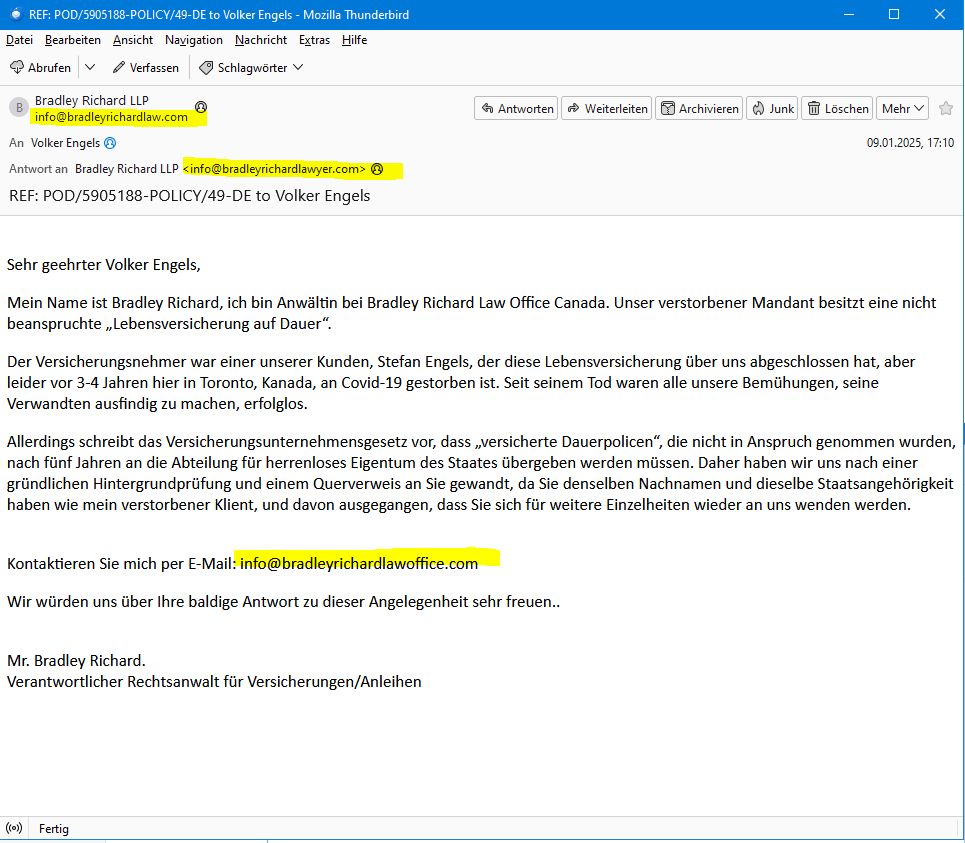 REF: POD/5905188-POLICY/49-DE to Volker Engels - Mozilla Thunderbird
Datei Bearbeiten Ansicht Navigation Nachricht Extras Hilfe
Abrufen Verfassen Schlagwörter
B Bradley Richard LLP
info@bradleyrichardlaw.com
Antworten Weiterleiten Archivieren Junk Löschen Mehr
An Volker Engels 09.01.2025, 17:10
Antwort an Bradley Richard LLP <info@bradleyrichardlawyer.com>
REF: POD/5905188-POLICY/49-DE to Volker Engels
Sehr geehrter Volker Engels,
Mein Name ist Bradley Richard, ich bin Anwältin bei Bradley Richard Law Office Canada. Unser verstorbener Mandant besitzt eine nicht
beanspruchte „Lebensversicherung auf Dauer“.
Der Versicherungsnehmer war einer unserer Kunden, Stefan Engels, der diese Lebensversicherung über uns abgeschlossen hat, aber
leider vor 3-4 Jahren hier in Toronto, Kanada, an Covid-19 gestorben ist. Seit seinem Tod waren alle unsere Bemühungen, seine
Verwandten ausfindig zu machen, erfolglos.
Allerdings schreibt das Versicherungsunternehmensgesetz vor, dass „versicherte Dauerpolicen“, die nicht in Anspruch genommen wurden,
nach fünf Jahren an die Abteilung für herrenloses Eigentum des Staates übergeben werden müssen. Daher haben wir uns nach einer
gründlichen Hintergrundprüfung und einem Querverweis an Sie gewandt, da Sie denselben Nachnamen und dieselbe Staatsangehörigkeit
haben wie mein verstorbener Klient, und davon ausgegangen, dass Sie sich für weitere Einzelheiten wieder an uns wenden werden.
Kontaktieren Sie mich per E-Mail: info@bradleyrichardlawoffice.com
Wir würden uns über Ihre baldige Antwort zu dieser Angelegenheit sehr freuen..
Mr. Bradley Richard.
Verantwortlicher Rechtsanwalt für Versicherungen/Anleihen
Fertig